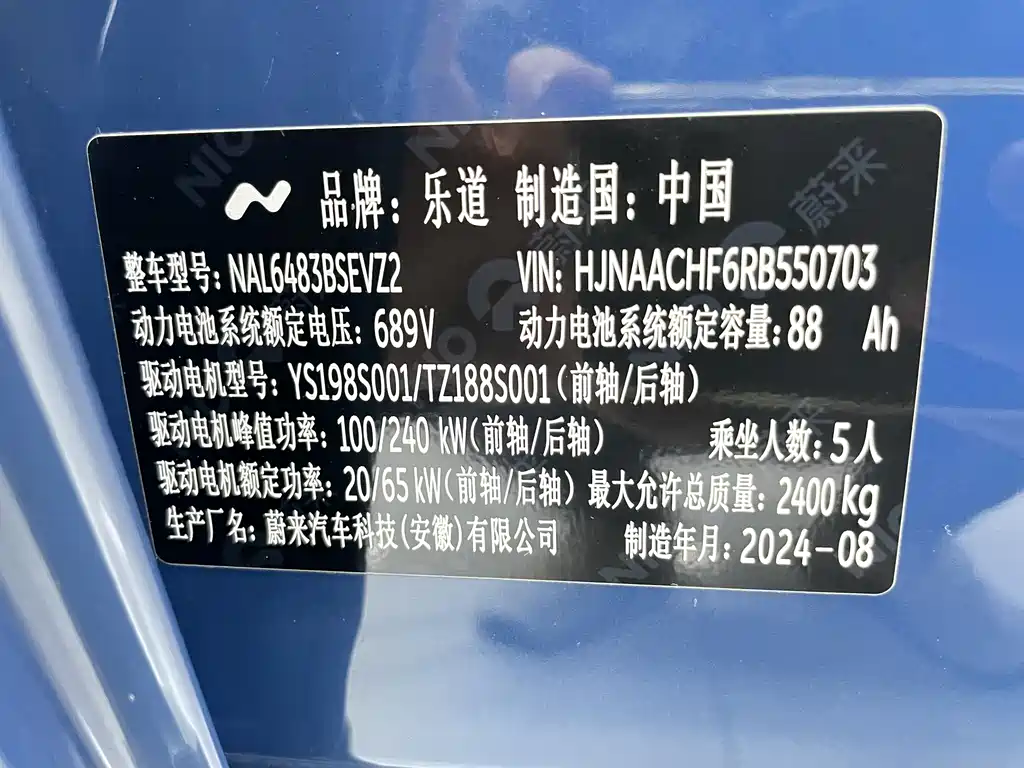 品牌：乐道 制造国：中国
整车型号：NAL6483BSEVZ2 VIN: HJNAACHF6RB550703
动力电池系统额定电压：689V 动力电池系统额定容量：88 Ah
驱动电机型号：YS198S001/TZ188S001（前轴/后轴）
驱动电机峰值功率：100/240 kW（前轴/后轴） 乘坐人数：5人
驱动电机额定功率：20/65 kW（前轴/后轴） 最大允许总质量：2400 kg
生产厂名：蔚来汽车科技（安徽）有限公司 制造年月：2024-08
NIO 蔚来